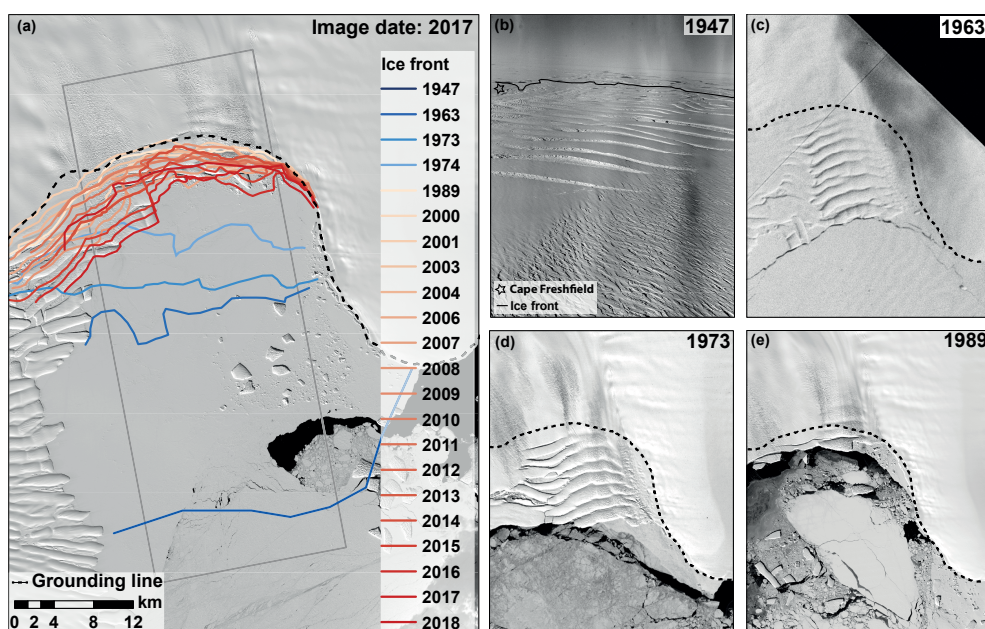 (a)
Image date: 2017
Ice front
1947
1963
1973
1974
1989
2000
2001
2003
2004
2006
2007
2008
2009
2010
2011
2012
2013
2014
2015
2016
2017
2018
Grounding line
km
0 2 4 8 12
(b)
1947
Cape Freshfield
Ice front
(c)
1963
(d)
1973
(e)
1989